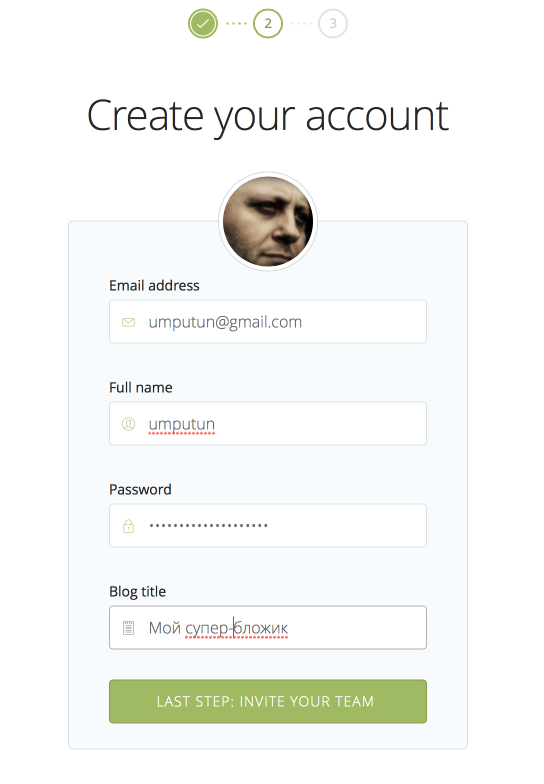 2
3
Create your account
Email address
umputun@gmail.com
Full name
umputun
Password
Blog title
Мой супер-бложик
LAST STEP: INVITE YOUR TEAM